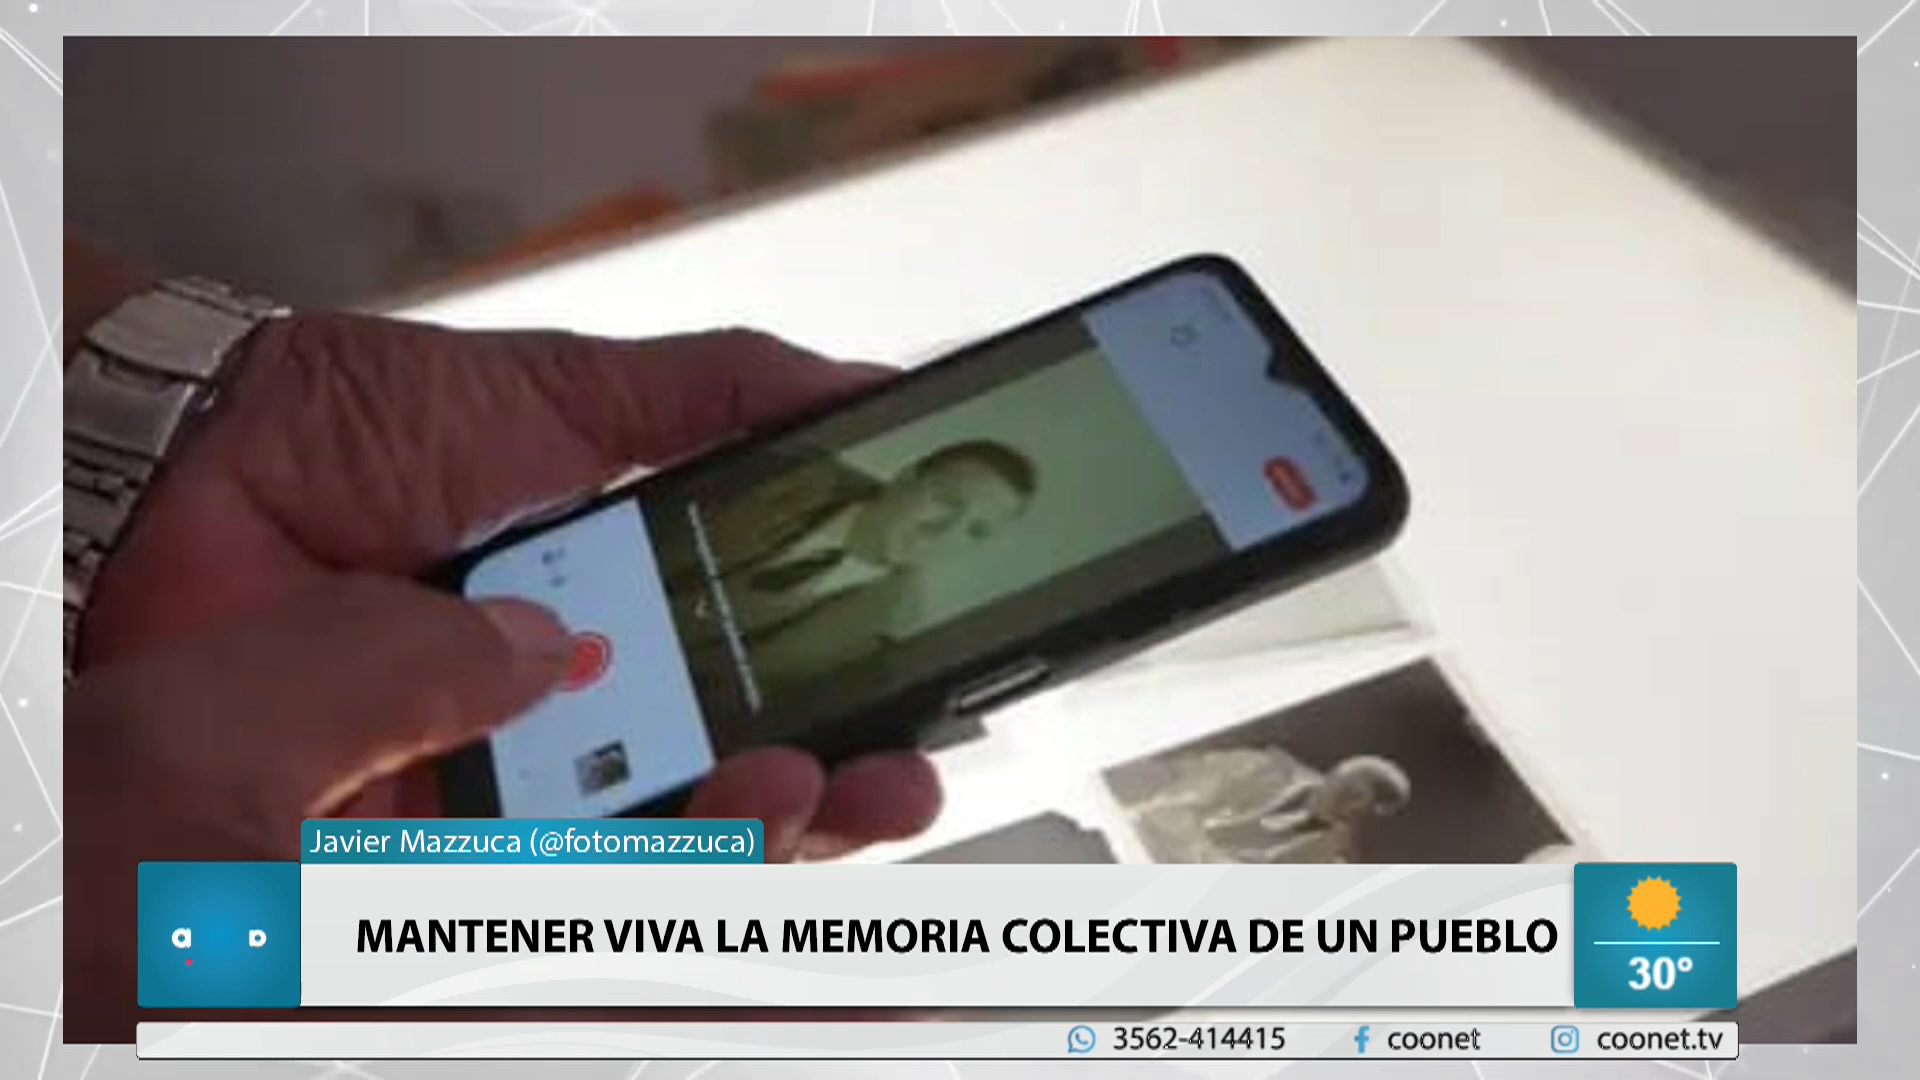 Javier Mazzuca (@fotomazzuca)
MANTENER VIVA LA MEMORIA COLECTIVA DE UN PUEBLO
30°
3562-414415
coonet
coonet.tv